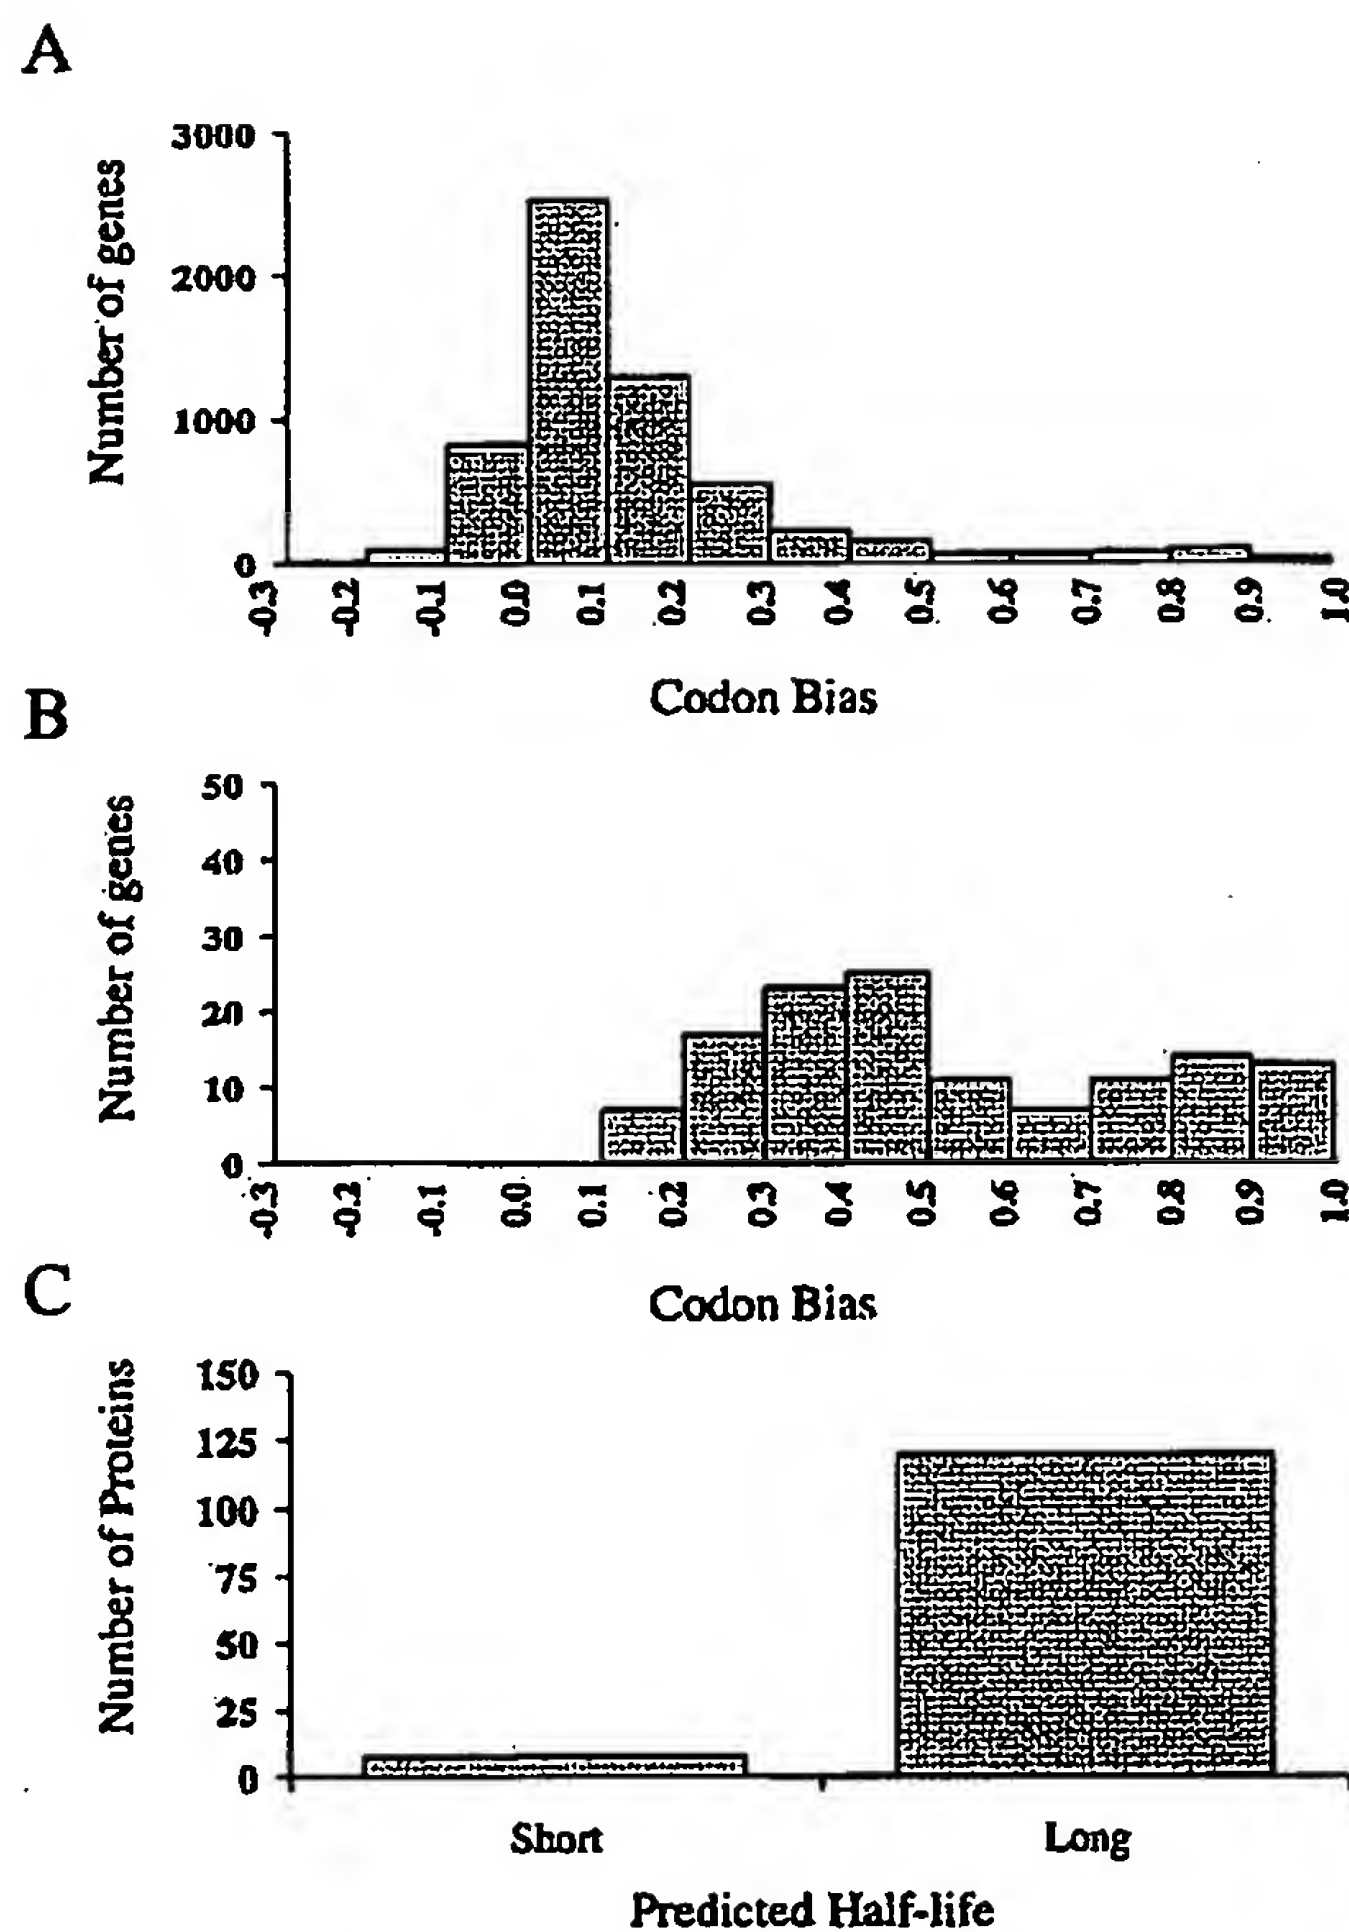 A
Number of genes
3000
2000
1000
0
-0.3 -0.2 -0.1 0.0 0.1 0.2 0.3 0.4 0.5 0.6 0.7 0.8 0.9 1.0
Codon Bias
B
Number of genes
50
40
30
20
10
0
-0.3 -0.2 -0.1 0.0 0.1 0.2 0.3 0.4 0.5 0.6 0.7 0.8 0.9 1.0
Codon Bias
C
Number of Proteins
150
125
100
75
50
25
0
Short Long
Predicted Half-life